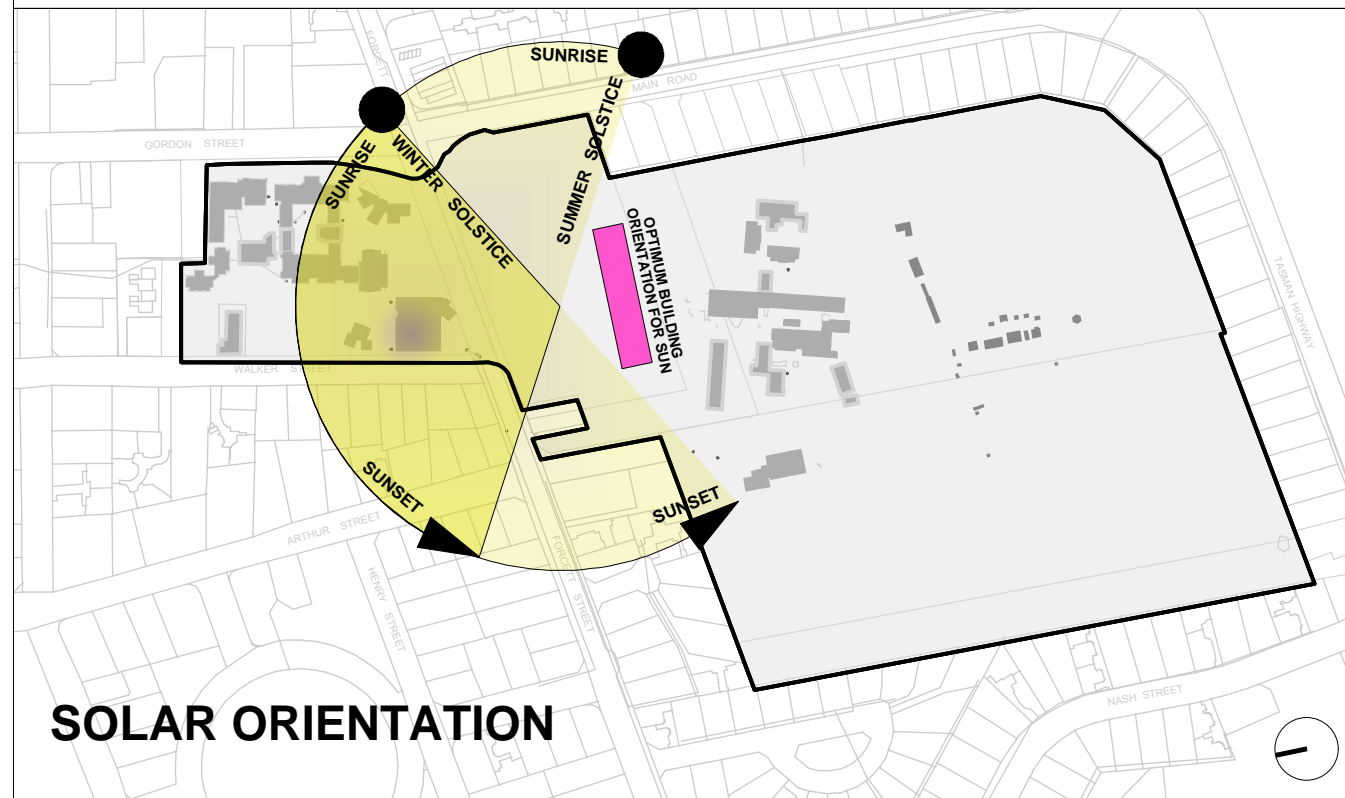 FORCETT
SUNRISE
MAIN ROAD
GORDON STREET
SUNRISE
WINTER SOLSTICE
SUMMER SOLSTICE
OPTIMUM BUILDING
ORIENTATION FOR SUN
TASMAN HIGHWAY
WALKER STREET
SUNSET
SUNSET
ARTHUR STREET
HENRY STREET
FORCETT STREET
NASH STREET
SOLAR ORIENTATION